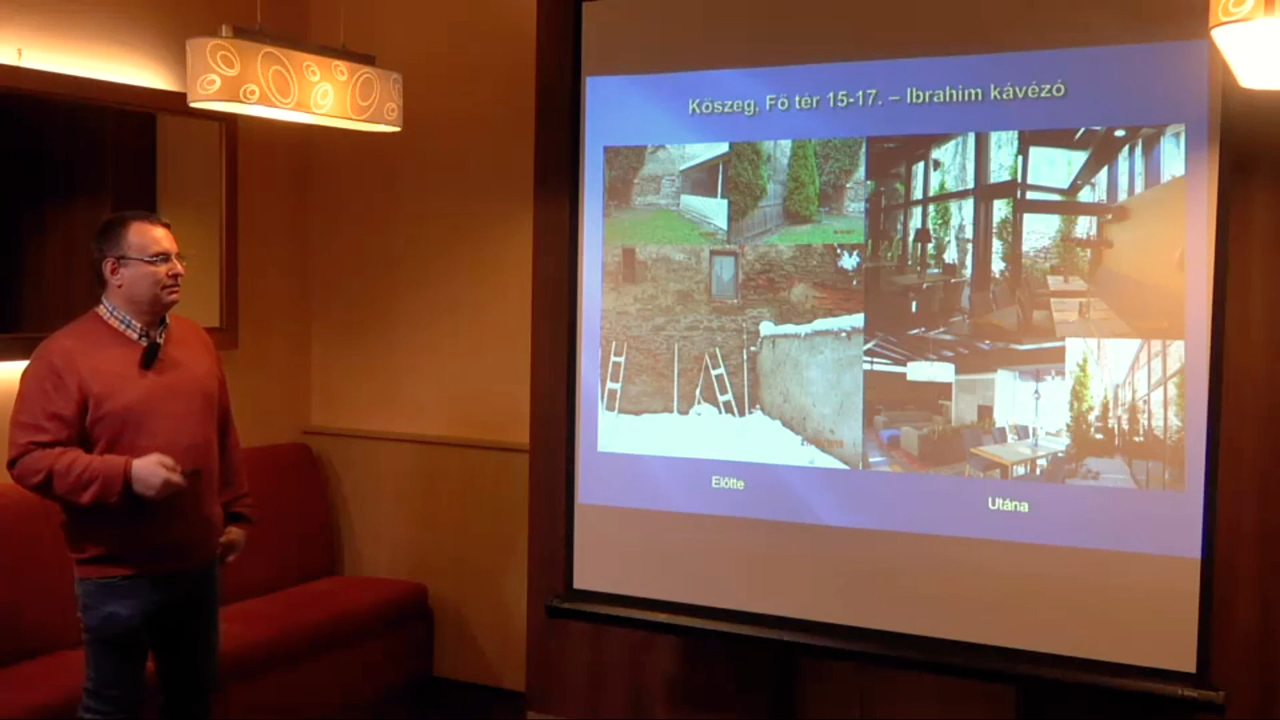 Kőszeg, Fő tér 15-17. – Ibrahim kávézó
Előtte
Utána